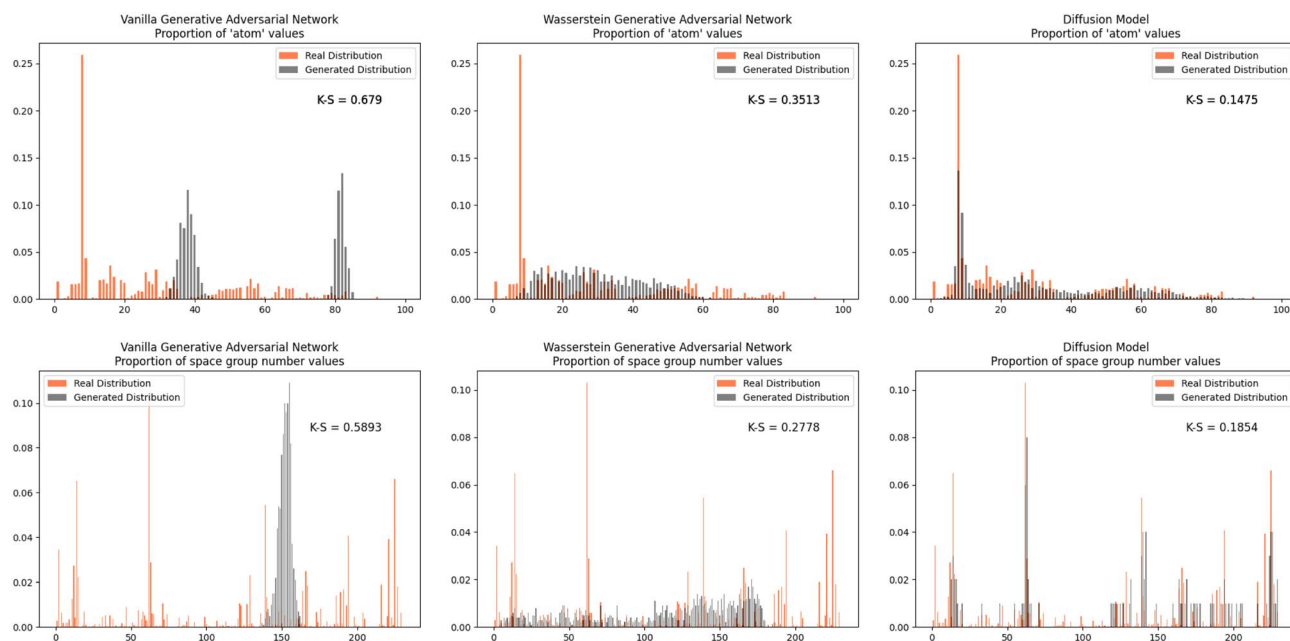 Vanilla Generative Adversarial Network
Proportion of 'atom' values
Real Distribution
Generated Distribution
K-S = 0.679
0.25
0.20
0.15
0.10
0.05
0.00
0 20 40 60 80 100
Wasserstein Generative Adversarial Network
Proportion of 'atom' values
Real Distribution
Generated Distribution
K-S = 0.3513
0.25
0.20
0.15
0.10
0.05
0.00
0 20 40 60 80 100
Diffusion Model
Proportion of 'atom' values
Real Distribution
Generated Distribution
K-S = 0.1475
0.25
0.20
0.15
0.10
0.05
0.00
0 20 40 60 80 100
Vanilla Generative Adversarial Network
Proportion of space group number values
Real Distribution
Generated Distribution
K-S = 0.5893
0.10
0.08
0.06
0.04
0.02
0.00
0 50 100 150 200
Wasserstein Generative Adversarial Network
Proportion of space group number values
Real Distribution
Generated Distribution
K-S = 0.2778
0.10
0.08
0.06
0.04
0.02
0.00
0 50 100 150 200
Diffusion Model
Proportion of space group number values
Real Distribution
Generated Distribution
K-S = 0.1854
0.10
0.08
0.06
0.04
0.02
0.00
0 50 100 150 200